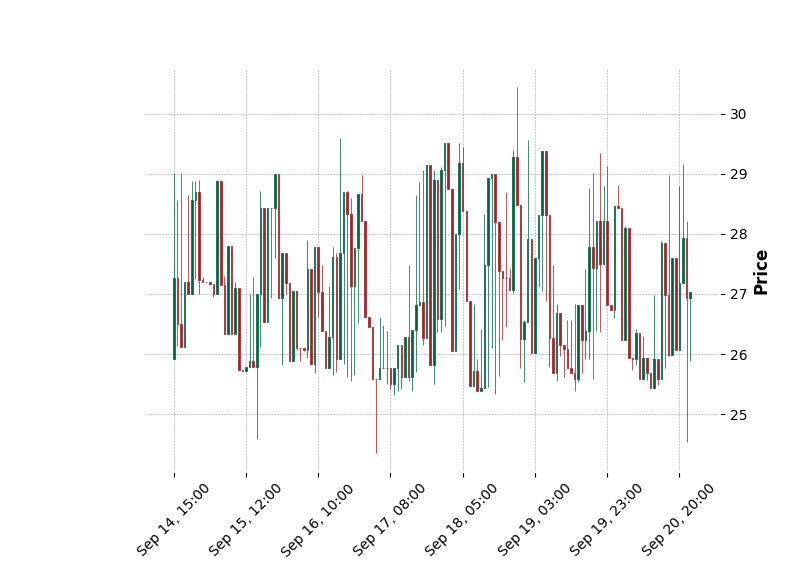 30
29
28
27
26
25
Price
Sep 14, 15:00
Sep 15, 12:00
Sep 16, 10:00
Sep 17, 08:00
Sep 18, 05:00
Sep 19, 03:00
Sep 19, 23:00
Sep 20, 20:00